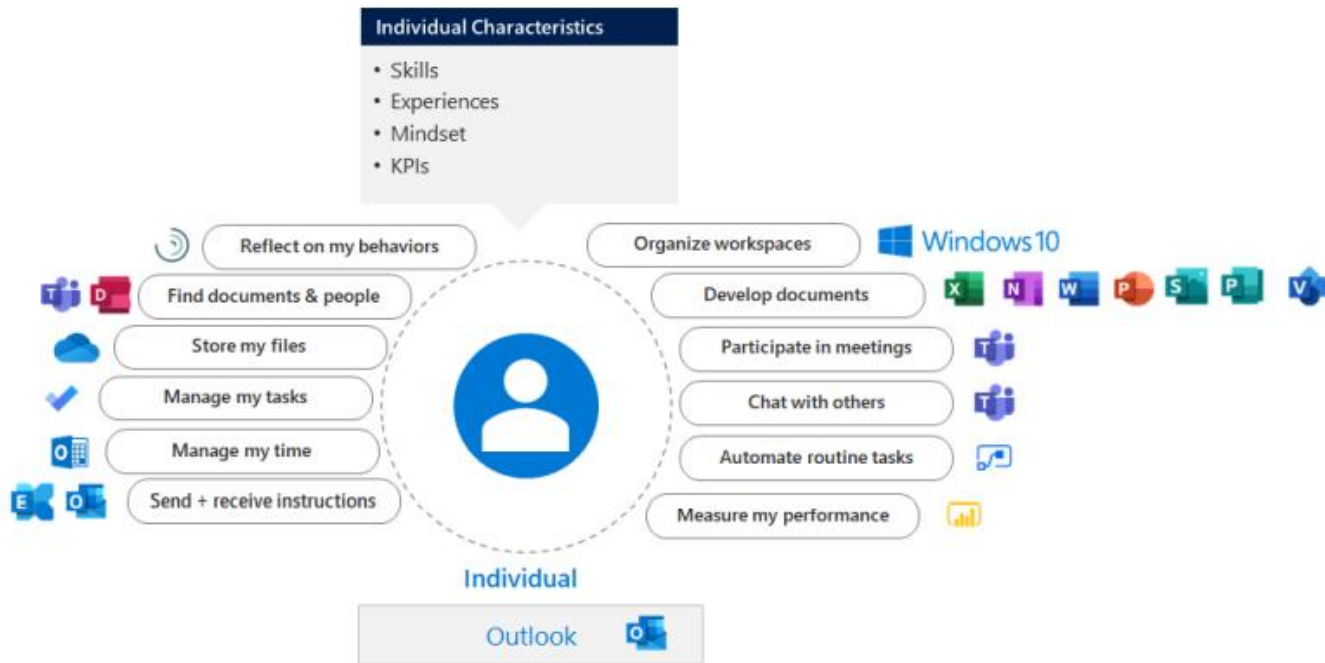 Individual Characteristics
• Skills
• Experiences
• Mindset
• KPIs
Reflect on my behaviors
Organize workspaces
Windows 10
T
D
Find documents & people
Develop documents
X
N
W
P
S
P
V
Store my files
Participate in meetings
T
Manage my tasks
Chat with others
T
O
Manage my time
Automate routine tasks
E
O
Send + receive instructions
Measure my performance
Individual
Outlook
O